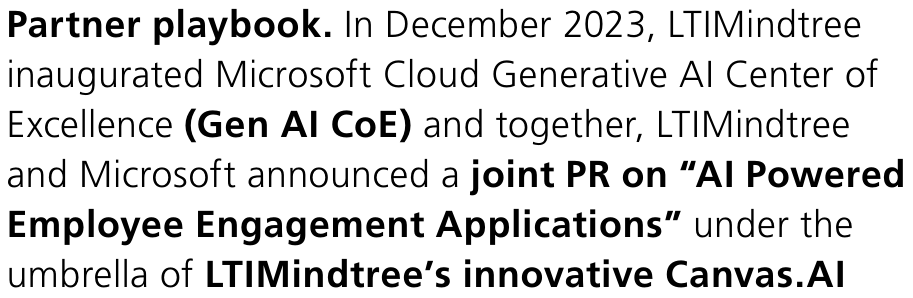 Partner playbook. In December 2023, LTIMindtree
inaugurated Microsoft Cloud Generative AI Center of
Excellence (Gen AI CoE) and together, LTIMindtree
and Microsoft announced a joint PR on “AI Powered
Employee Engagement Applications” under the
umbrella of LTIMindtree’s innovative Canvas.AI